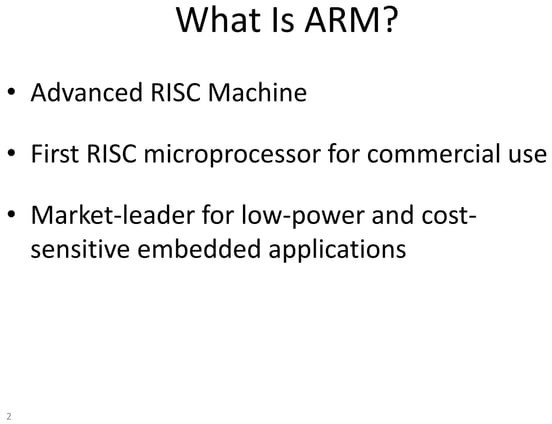 What Is ARM?
• Advanced RISC Machine
• First RISC microprocessor for commercial use
• Market-leader for low-power and cost-
sensitive embedded applications
2